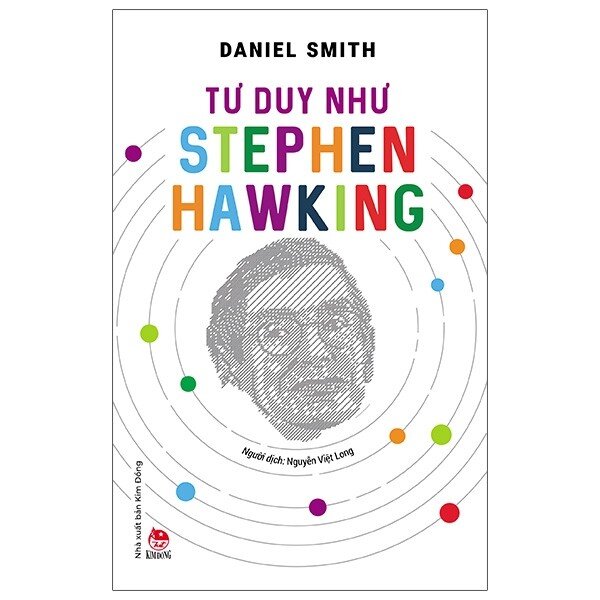 DANIEL SMITH
TƯ DUY NHƯ
STEPHEN
HAWKING
Người dịch: Nguyễn Việt Long
Nhà xuất bản Kim Đồng
KIM ĐỒNG